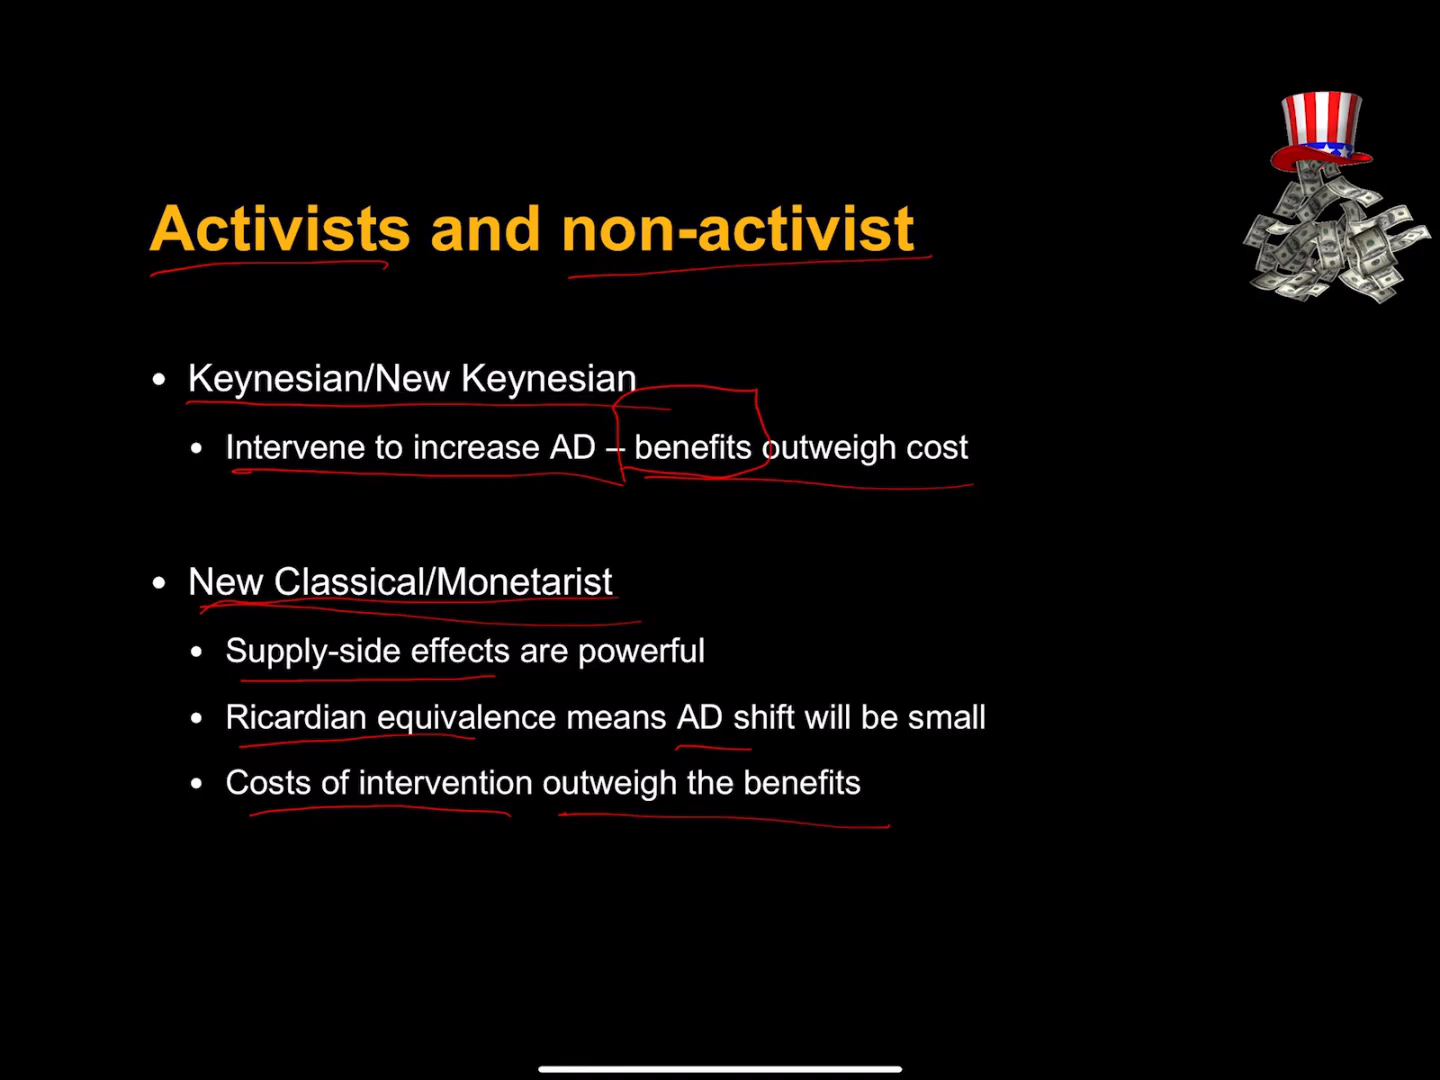 Activists and non-activist
• Keynesian/New Keynesian
• Intervene to increase AD – benefits outweigh cost
• New Classical/Monetarist
• Supply-side effects are powerful
• Ricardian equivalence means AD shift will be small
• Costs of intervention outweigh the benefits